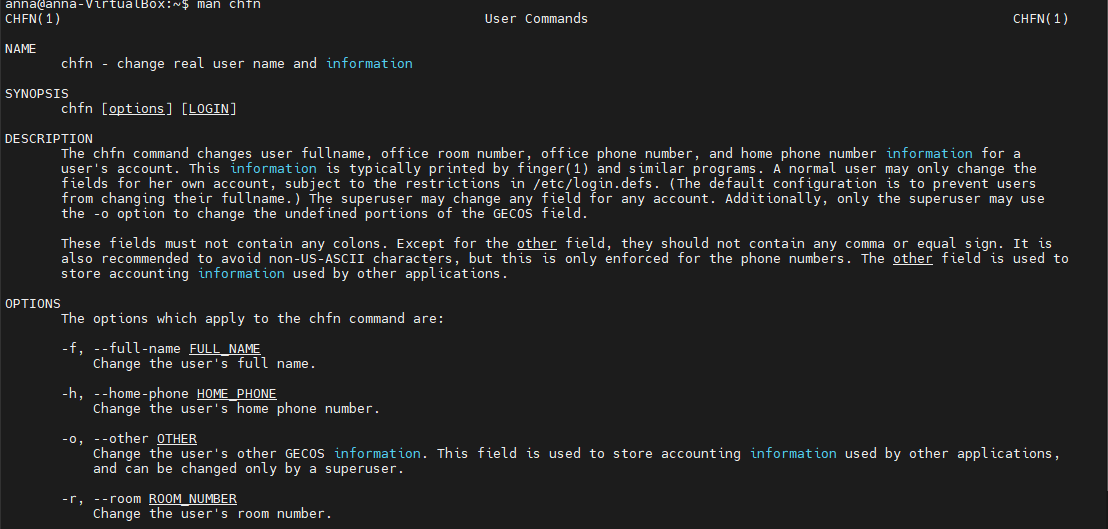 anna@anna-VirtualBox:~$ man chfn
CHFN(1) User Commands CHFN(1)
NAME
chfn - change real user name and information
SYNOPSIS
chfn [options] [LOGIN]
DESCRIPTION
The chfn command changes user fullname, office room number, office phone number, and home phone number information for a
user's account. This information is typically printed by finger(1) and similar programs. A normal user may only change the
fields for her own account, subject to the restrictions in /etc/login.defs. (The default configuration is to prevent users
from changing their fullname.) The superuser may change any field for any account. Additionally, only the superuser may use
the -o option to change the undefined portions of the GECOS field.
These fields must not contain any colons. Except for the other field, they should not contain any comma or equal sign. It is
also recommended to avoid non-US-ASCII characters, but this is only enforced for the phone numbers. The other field is used to
store accounting information used by other applications.
OPTIONS
The options which apply to the chfn command are:
-f, --full-name FULL_NAME
Change the user's full name.
-h, --home-phone HOME_PHONE
Change the user's home phone number.
-o, --other OTHER
Change the user's other GECOS information. This field is used to store accounting information used by other applications,
and can be changed only by a superuser.
-r, --room ROOM_NUMBER
Change the user's room number.